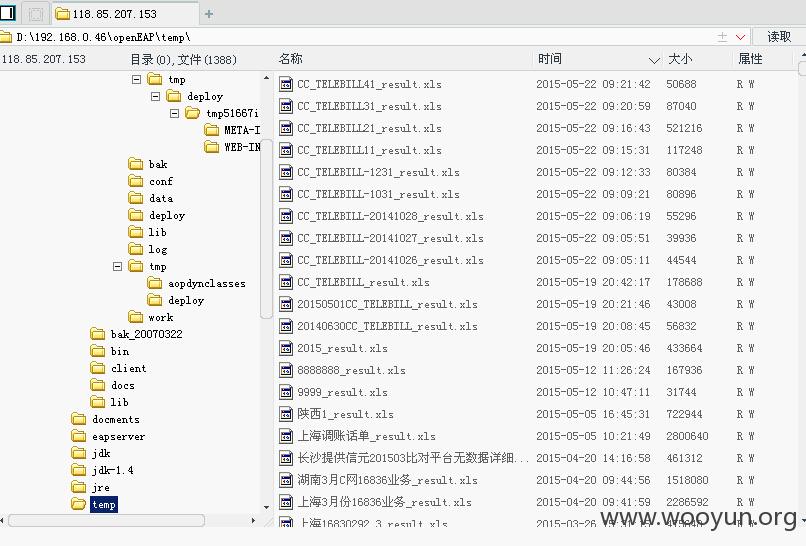 118.85.207.153
D:\192.168.0.46\openEAP\temp\
读取
118.85.207.153 目录(0),文件(1388) 名称 时间 大小 属性
tmp
deploy
tmp51667i
META-I
WEB-IN
bak
conf
data
deploy
lib
log
tmp
aopdynclasses
deploy
work
bak_20070322
bin
client
docs
lib
docments
eapserver
jdk
jdk-1.4
jre
temp
CC_TELEBILL41_result.xls 2015-05-22 09:21:42 50688 R W
CC_TELEBILL31_result.xls 2015-05-22 09:20:59 87040 R W
CC_TELEBILL21_result.xls 2015-05-22 09:16:43 521216 R W
CC_TELEBILL11_result.xls 2015-05-22 09:15:31 117248 R W
CC_TELEBILL-1231_result.xls 2015-05-22 09:12:33 80384 R W
CC_TELEBILL-1031_result.xls 2015-05-22 09:09:21 80896 R W
CC_TELEBILL-20141028_result.xls 2015-05-22 09:06:19 55296 R W
CC_TELEBILL-20141027_result.xls 2015-05-22 09:05:51 39936 R W
CC_TELEBILL-20141026_result.xls 2015-05-22 09:05:11 44544 R W
CC_TELEBILL_result.xls 2015-05-19 20:42:17 178688 R W
20150501CC_TELEBILL_result.xls 2015-05-19 20:21:46 43008 R W
20140630CC_TELEBILL_result.xls 2015-05-19 20:08:45 56832 R W
2015_result.xls 2015-05-19 20:05:46 433664 R W
8888888_result.xls 2015-05-12 11:26:24 167936 R W
9999_result.xls 2015-05-12 10:47:11 31744 R W
陕西1_result.xls 2015-05-05 16:45:31 722944 R W
上海调账话单_result.xls 2015-05-05 10:21:49 2800640 R W
长沙提供信元201503比对平台无数据详细... 2015-04-20 14:16:58 461312 R W
湖南3月C网16836业务_result.xls 2015-04-20 09:44:56 1518080 R W
上海3月份16836业务_result.xls 2015-04-20 09:41:59 2286592 R W
上海16830292_3_result.xls 2015-03-26
www.wooyun.org